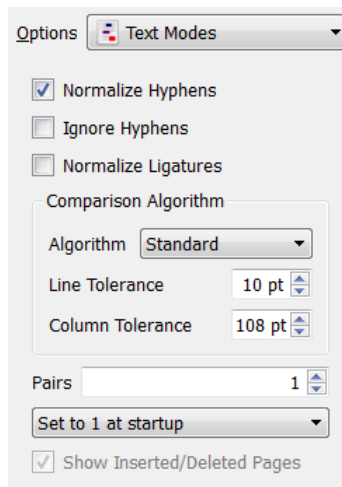 Options Text Modes
Normalize Hyphens
Ignore Hyphens
Normalize Ligatures
Comparison Algorithm
Algorithm Standard
Line Tolerance 10 pt
Column Tolerance 108 pt
Pairs 1
Set to 1 at startup
Show Inserted/Deleted Pages